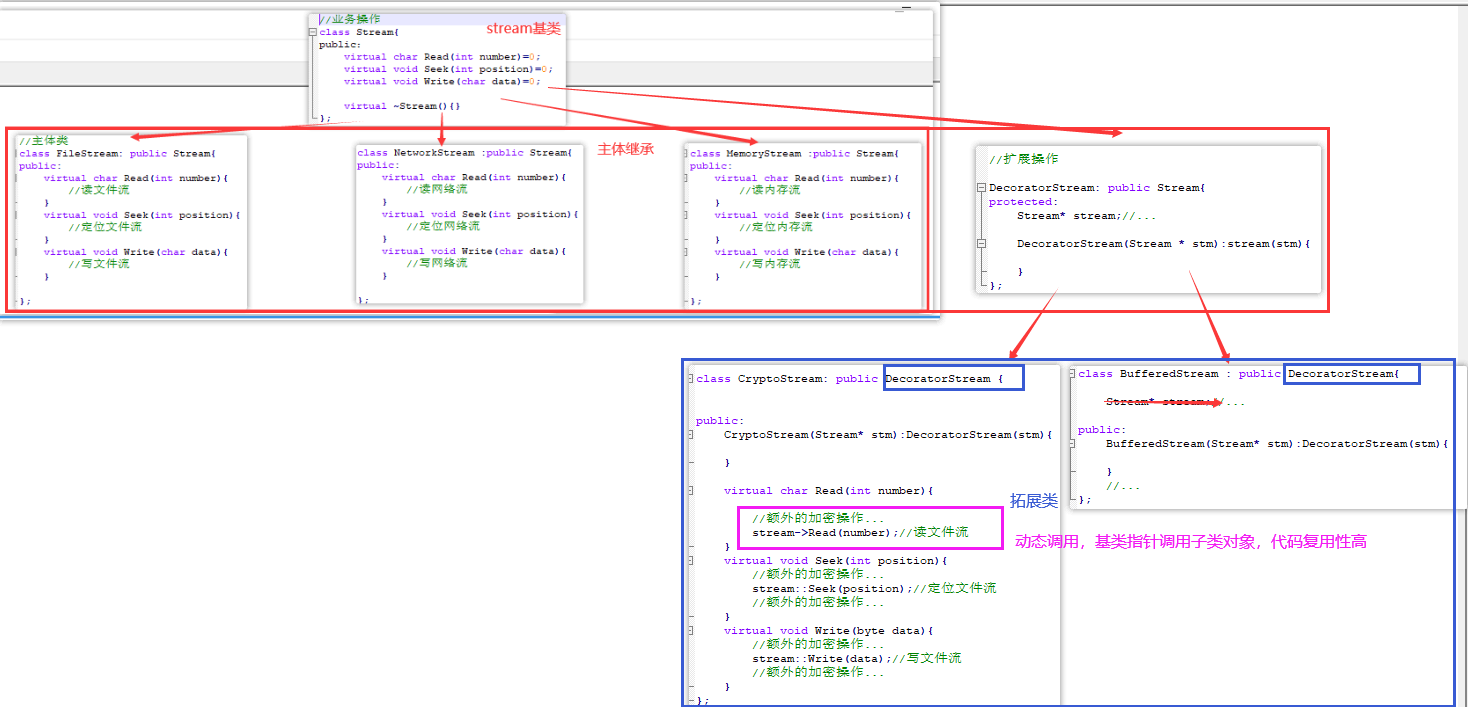 //业务操作
class Stream{
stream基类
public:
virtual char Read(int number)=0;
virtual void Seek(int position)=0;
virtual void Write(char data)=0;
virtual ~Stream(){}
};
//主体类
class FileStream: public Stream{
public:
virtual char Read(int number){
//读文件流
}
virtual void Seek(int position){
//定位文件流
}
virtual void Write(char data){
//写文件流
}
};
class NetworkStream :public Stream{
public:
virtual char Read(int number){
//读网络流
}
virtual void Seek(int position){
//定位网络流
}
virtual void Write(char data){
//写网络流
}
};
主体继承
class MemoryStream :public Stream{
public:
virtual char Read(int number){
//读内存流
}
virtual void Seek(int position){
//定位内存流
}
virtual void Write(char data){
//写内存流
}
};
//扩展操作
DecoratorStream: public Stream{
protected:
Stream* stream;//...
DecoratorStream(Stream * stm):stream(stm){
}
};
class CryptoStream: public DecoratorStream {
public:
CryptoStream(Stream* stm):DecoratorStream(stm){
}
virtual char Read(int number){
//额外的加密操作...
stream->Read(number);//读文件流
}
virtual void Seek(int position){
//额外的加密操作...
stream::Seek(position);//定位文件流
//额外的加密操作...
}
virtual void Write(byte data){
//额外的加密操作...
stream::Write(data);//写文件流
//额外的加密操作...
}
};
class BufferedStream : public DecoratorStream{
Stream* stream;//...
public:
BufferedStream(Stream* stm):DecoratorStream(stm){
}
//...
};
拓展类
动态调用，基类指针调用子类对象，代码复用性高